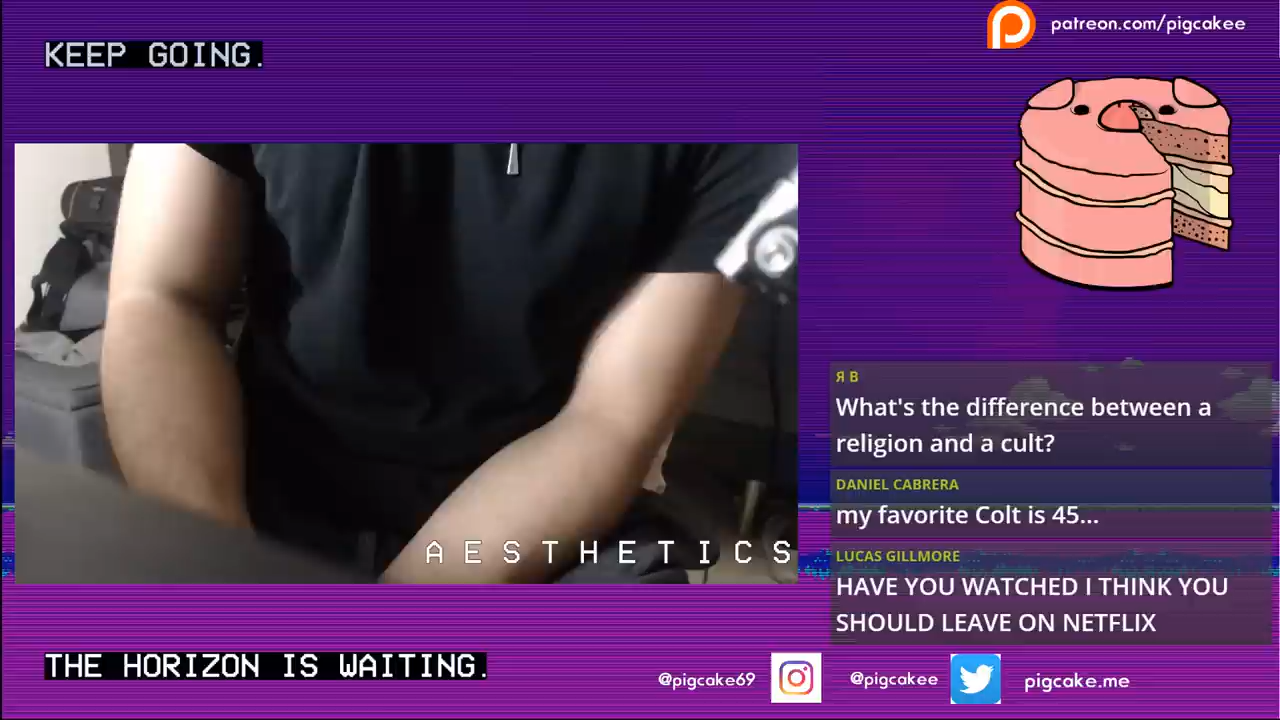 KEEP GOING.
patreon.com/pigcakee
A E S T H E T I C S
Я B
What's the difference between a
religion and a cult?
DANIEL CABRERA
my favorite Colt is 45...
LUCAS GILLMORE
HAVE YOU WATCHED I THINK YOU
SHOULD LEAVE ON NETFLIX
THE HORIZON IS WAITING.
@pigcake69
@pigcakee
pigcake.me